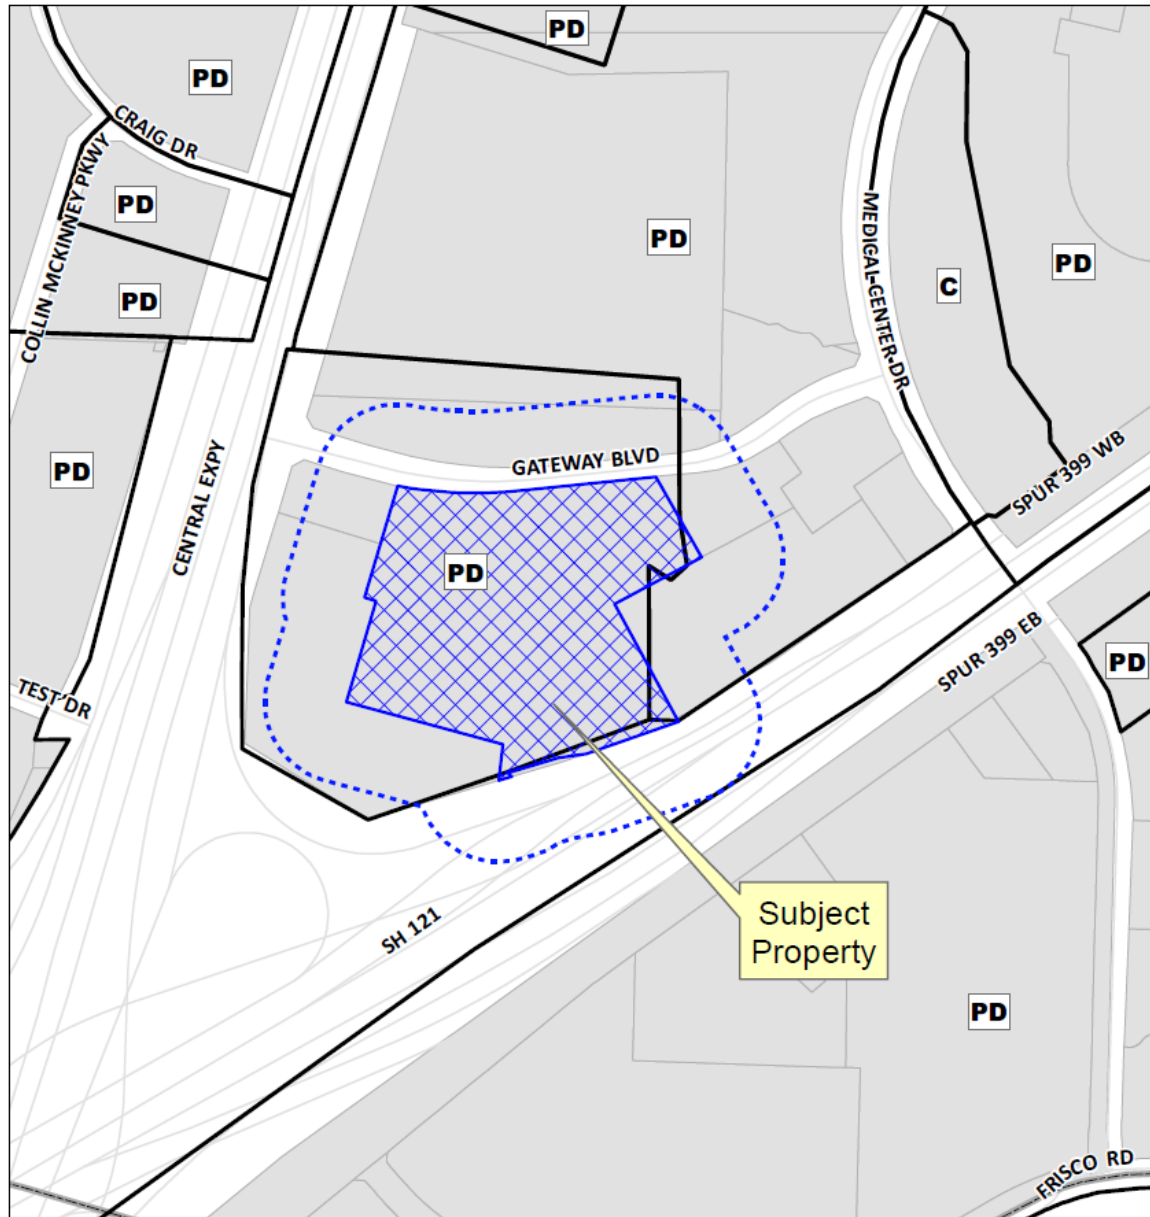 PD
PD
CRAIG DR
COLLIN MCKINNEY PKWY
PD
PD
MEDICAL CENTER DR
PD
C
PD
PD
CENTRAL EXPY
GATEWAY BLVD
SPUR 399 WB
PD
SPUR 399 EB
PD
TEST DR
Subject
Property
SH 121
PD
FRISCO RD